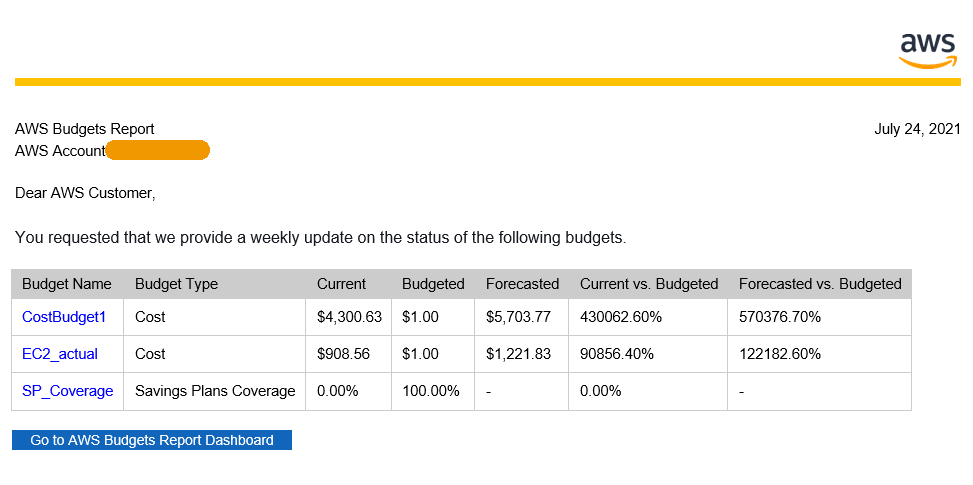 aws
AWS Budgets Report July 24, 2021
AWS Account
Dear AWS Customer,
You requested that we provide a weekly update on the status of the following budgets.
Budget Name Budget Type Current Budgeted Forecasted Current vs. Budgeted Forecasted vs. Budgeted
CostBudget1 Cost $4,300.63 $1.00 $5,703.77 430062.60% 570376.70%
EC2_actual Cost $908.56 $1.00 $1,221.83 90856.40% 122182.60%
SP_Coverage Savings Plans Coverage 0.00% 100.00% - 0.00% -
Go to AWS Budgets Report Dashboard